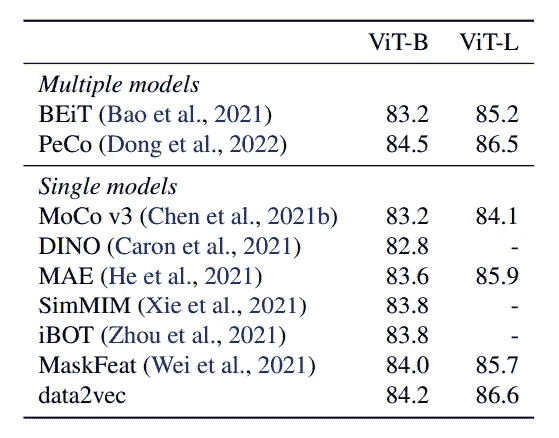 ViT-B ViT-L
Multiple models
BEiT (Bao et al., 2021) 83.2 85.2
PeCo (Dong et al., 2022) 84.5 86.5
Single models
MoCo v3 (Chen et al., 2021b) 83.2 84.1
DINO (Caron et al., 2021) 82.8 -
MAE (He et al., 2021) 83.6 85.9
SimMIM (Xie et al., 2021) 83.8 -
iBOT (Zhou et al., 2021) 83.8 -
MaskFeat (Wei et al., 2021) 84.0 85.7
data2vec 84.2 86.6